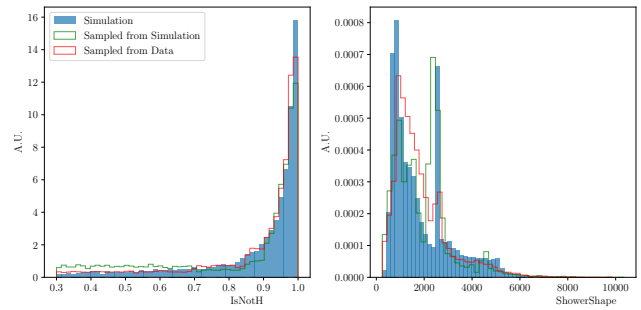 Simulation
Sampled from Simulation
Sampled from Data
A.U.
16
14
12
10
8
6
4
2
0
0.3 0.4 0.5 0.6 0.7 0.8 0.9 1.0
IsNotH
A.U.
0.0008
0.0007
0.0006
0.0005
0.0004
0.0003
0.0002
0.0001
0.0000
0 2000 4000 6000 8000 10000
ShowerShape